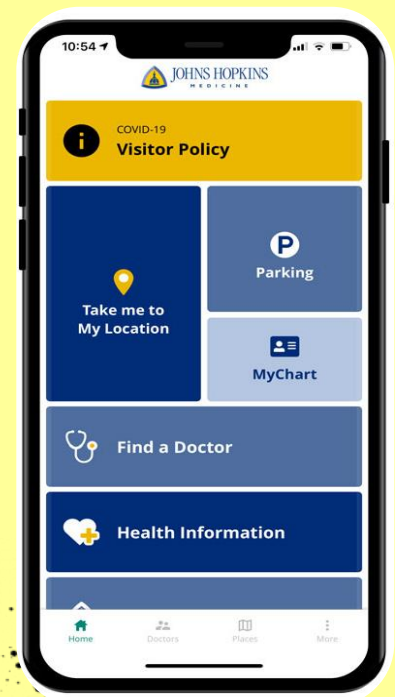 10:54
JOHNS HOPKINS
MEDICINE
COVID-19
Visitor Policy
Take me to
My Location
P
Parking
MyChart
Find a Doctor
Health Information
Home
Doctors
Places
More